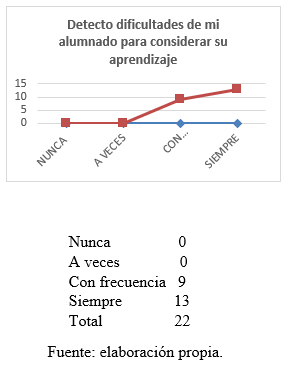 Detecto dificultades de mi
alumnado para considerar su
aprendizaje
15
10
5
0
NUNCA
A VECES
CON...
SIEMPRE
Nunca 0
A veces 0
Con frecuencia 9
Siempre 13
Total 22
Fuente: elaboración propia.